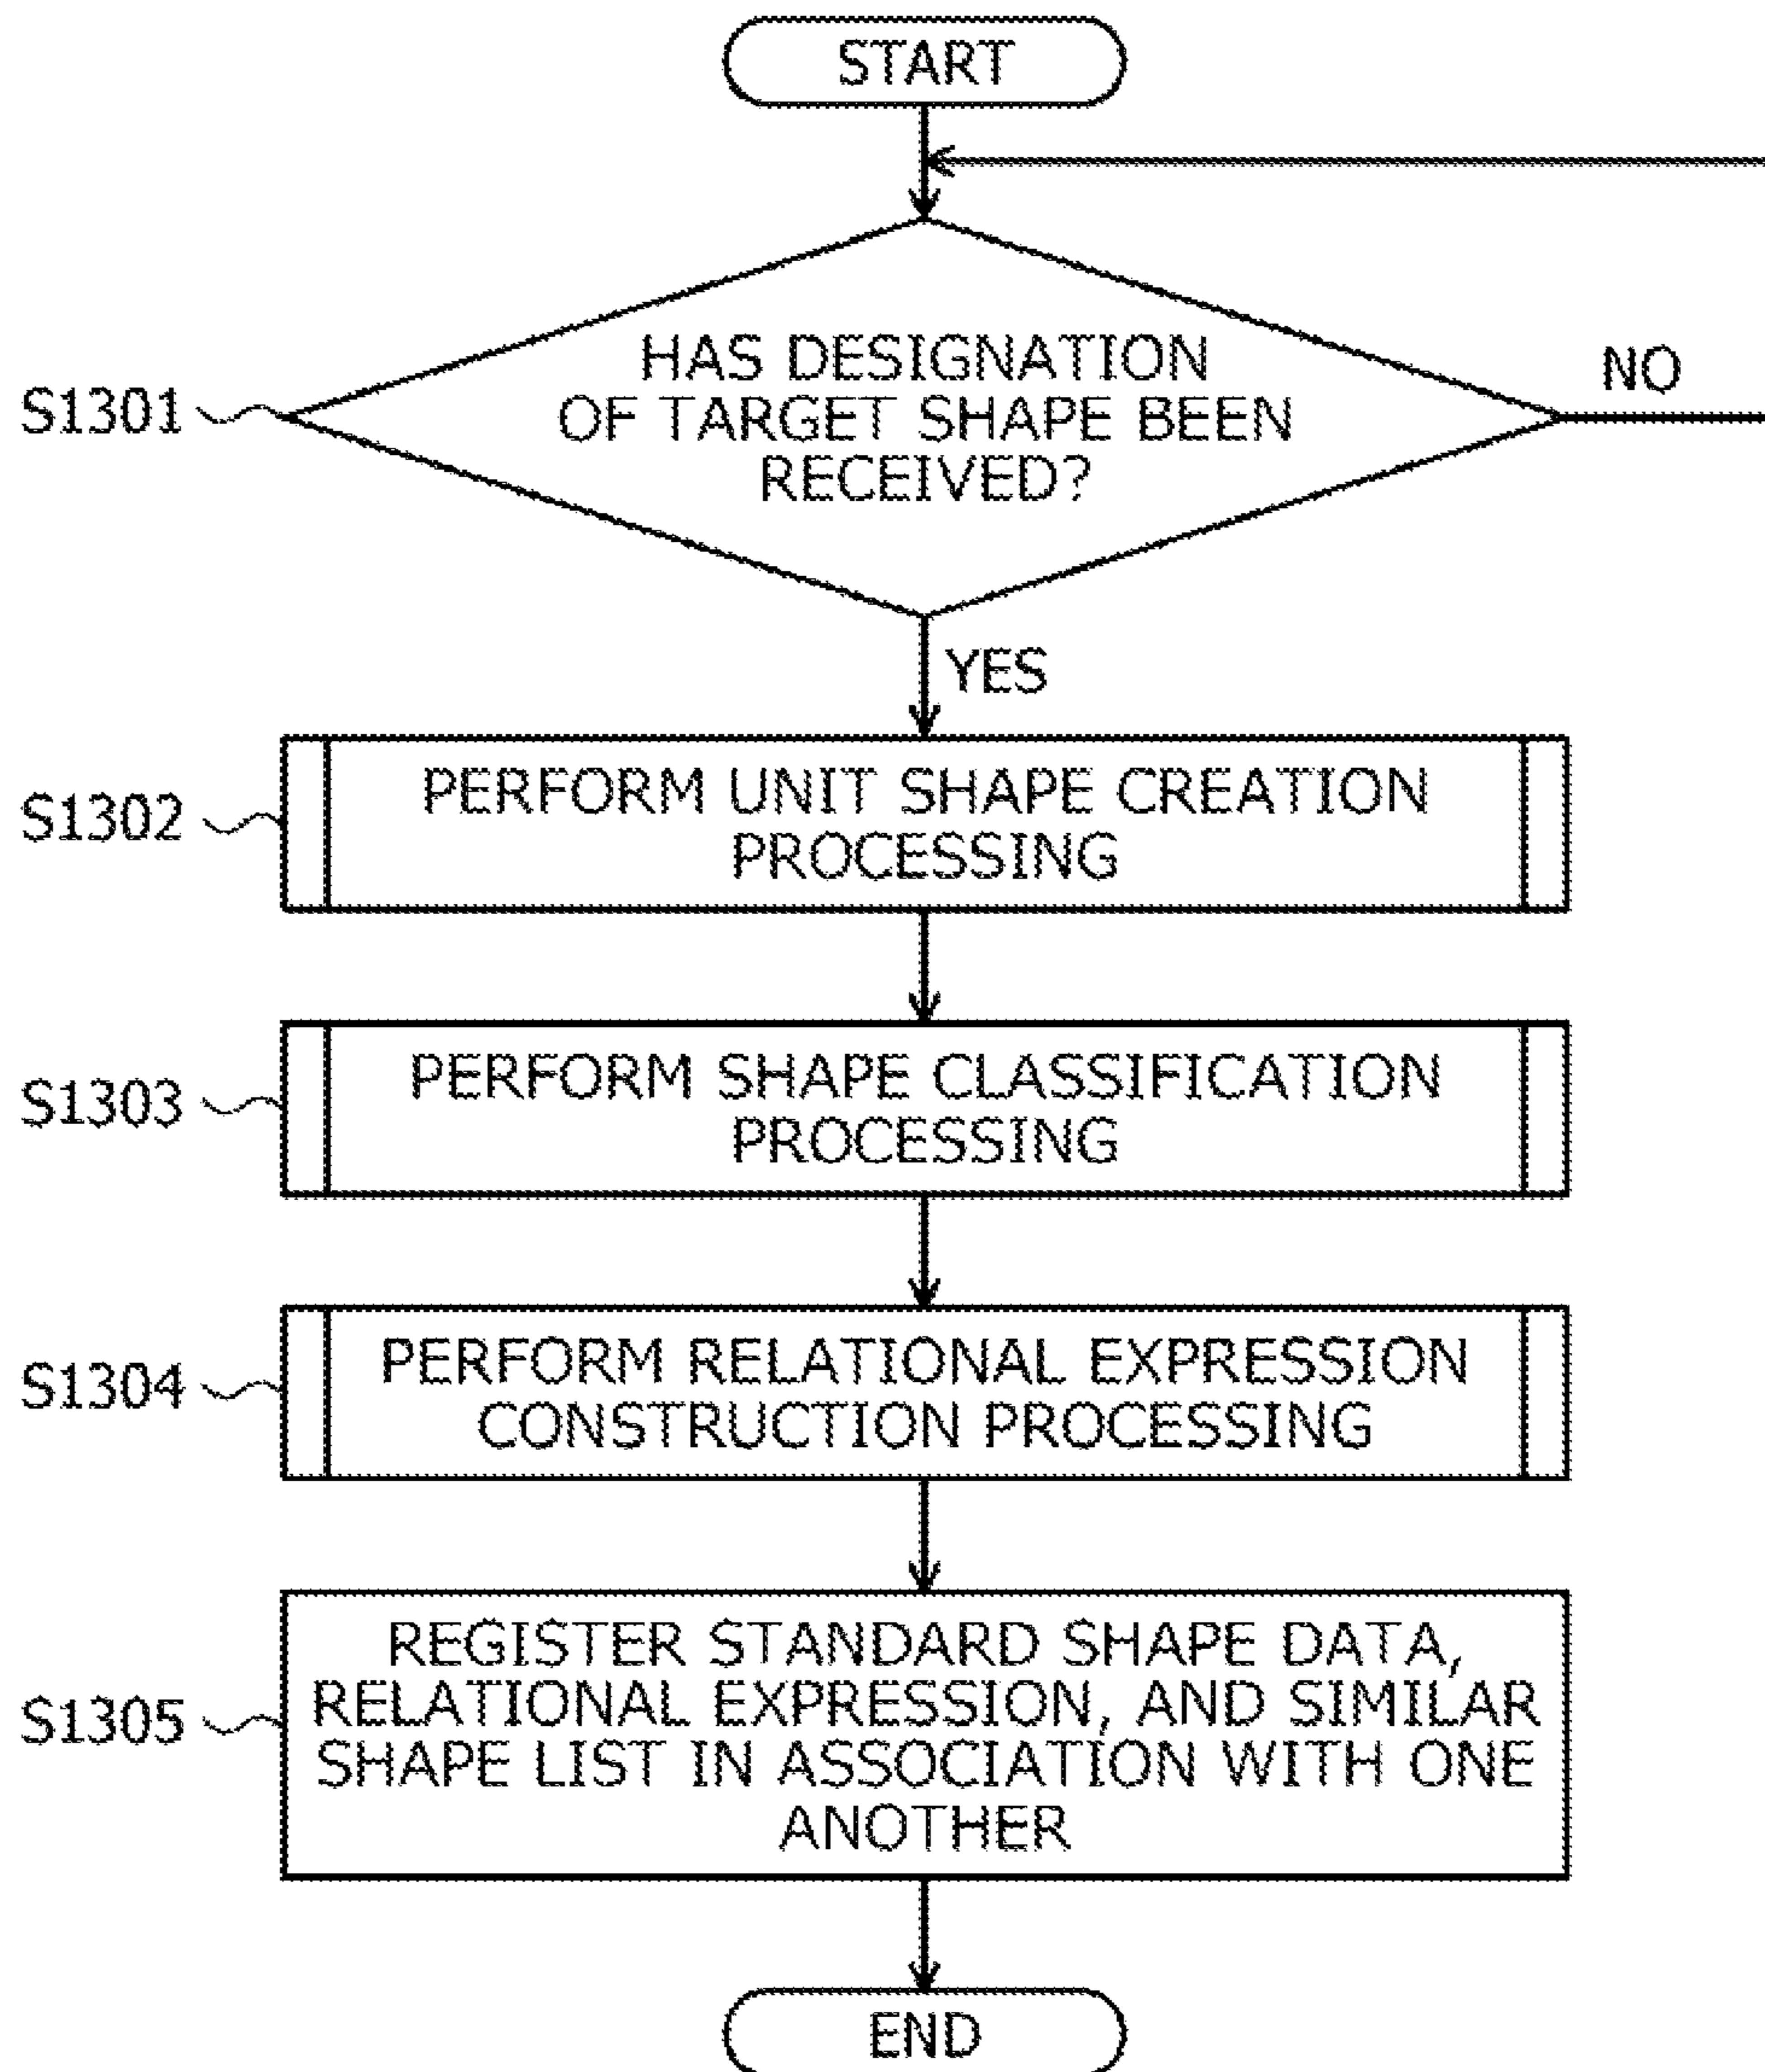 START
HAS DESIGNATION
OF TARGET SHAPE BEEN
RECEIVED?
NO
S1301
YES
S1302
PERFORM UNIT SHAPE CREATION
PROCESSING
S1303
PERFORM SHAPE CLASSIFICATION
PROCESSING
S1304
PERFORM RELATIONAL EXPRESSION
CONSTRUCTION PROCESSING
S1305
REGISTER STANDARD SHAPE DATA,
RELATIONAL EXPRESSION, AND SIMILAR
SHAPE LIST IN ASSOCIATION WITH ONE
ANOTHER
END